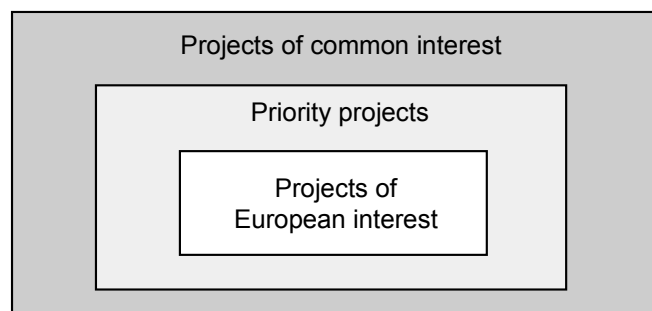 Projects of common interest
Priority projects
Projects of
European interest